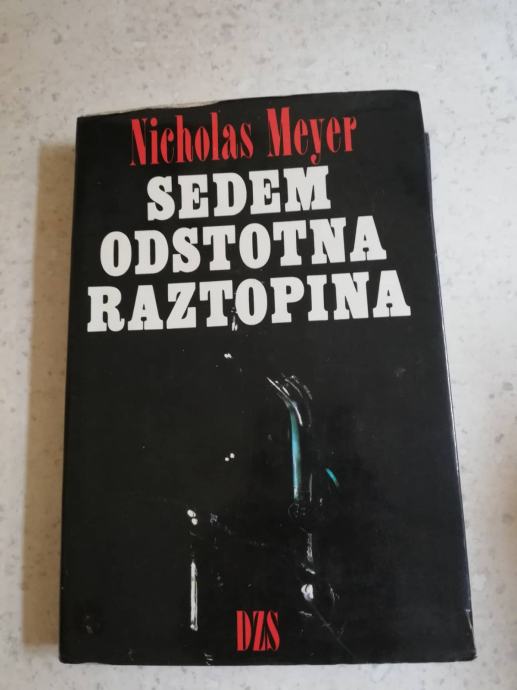 Nicholas Meyer
SEDEM
ODSTOTNA
RAZTOPINA
DZS